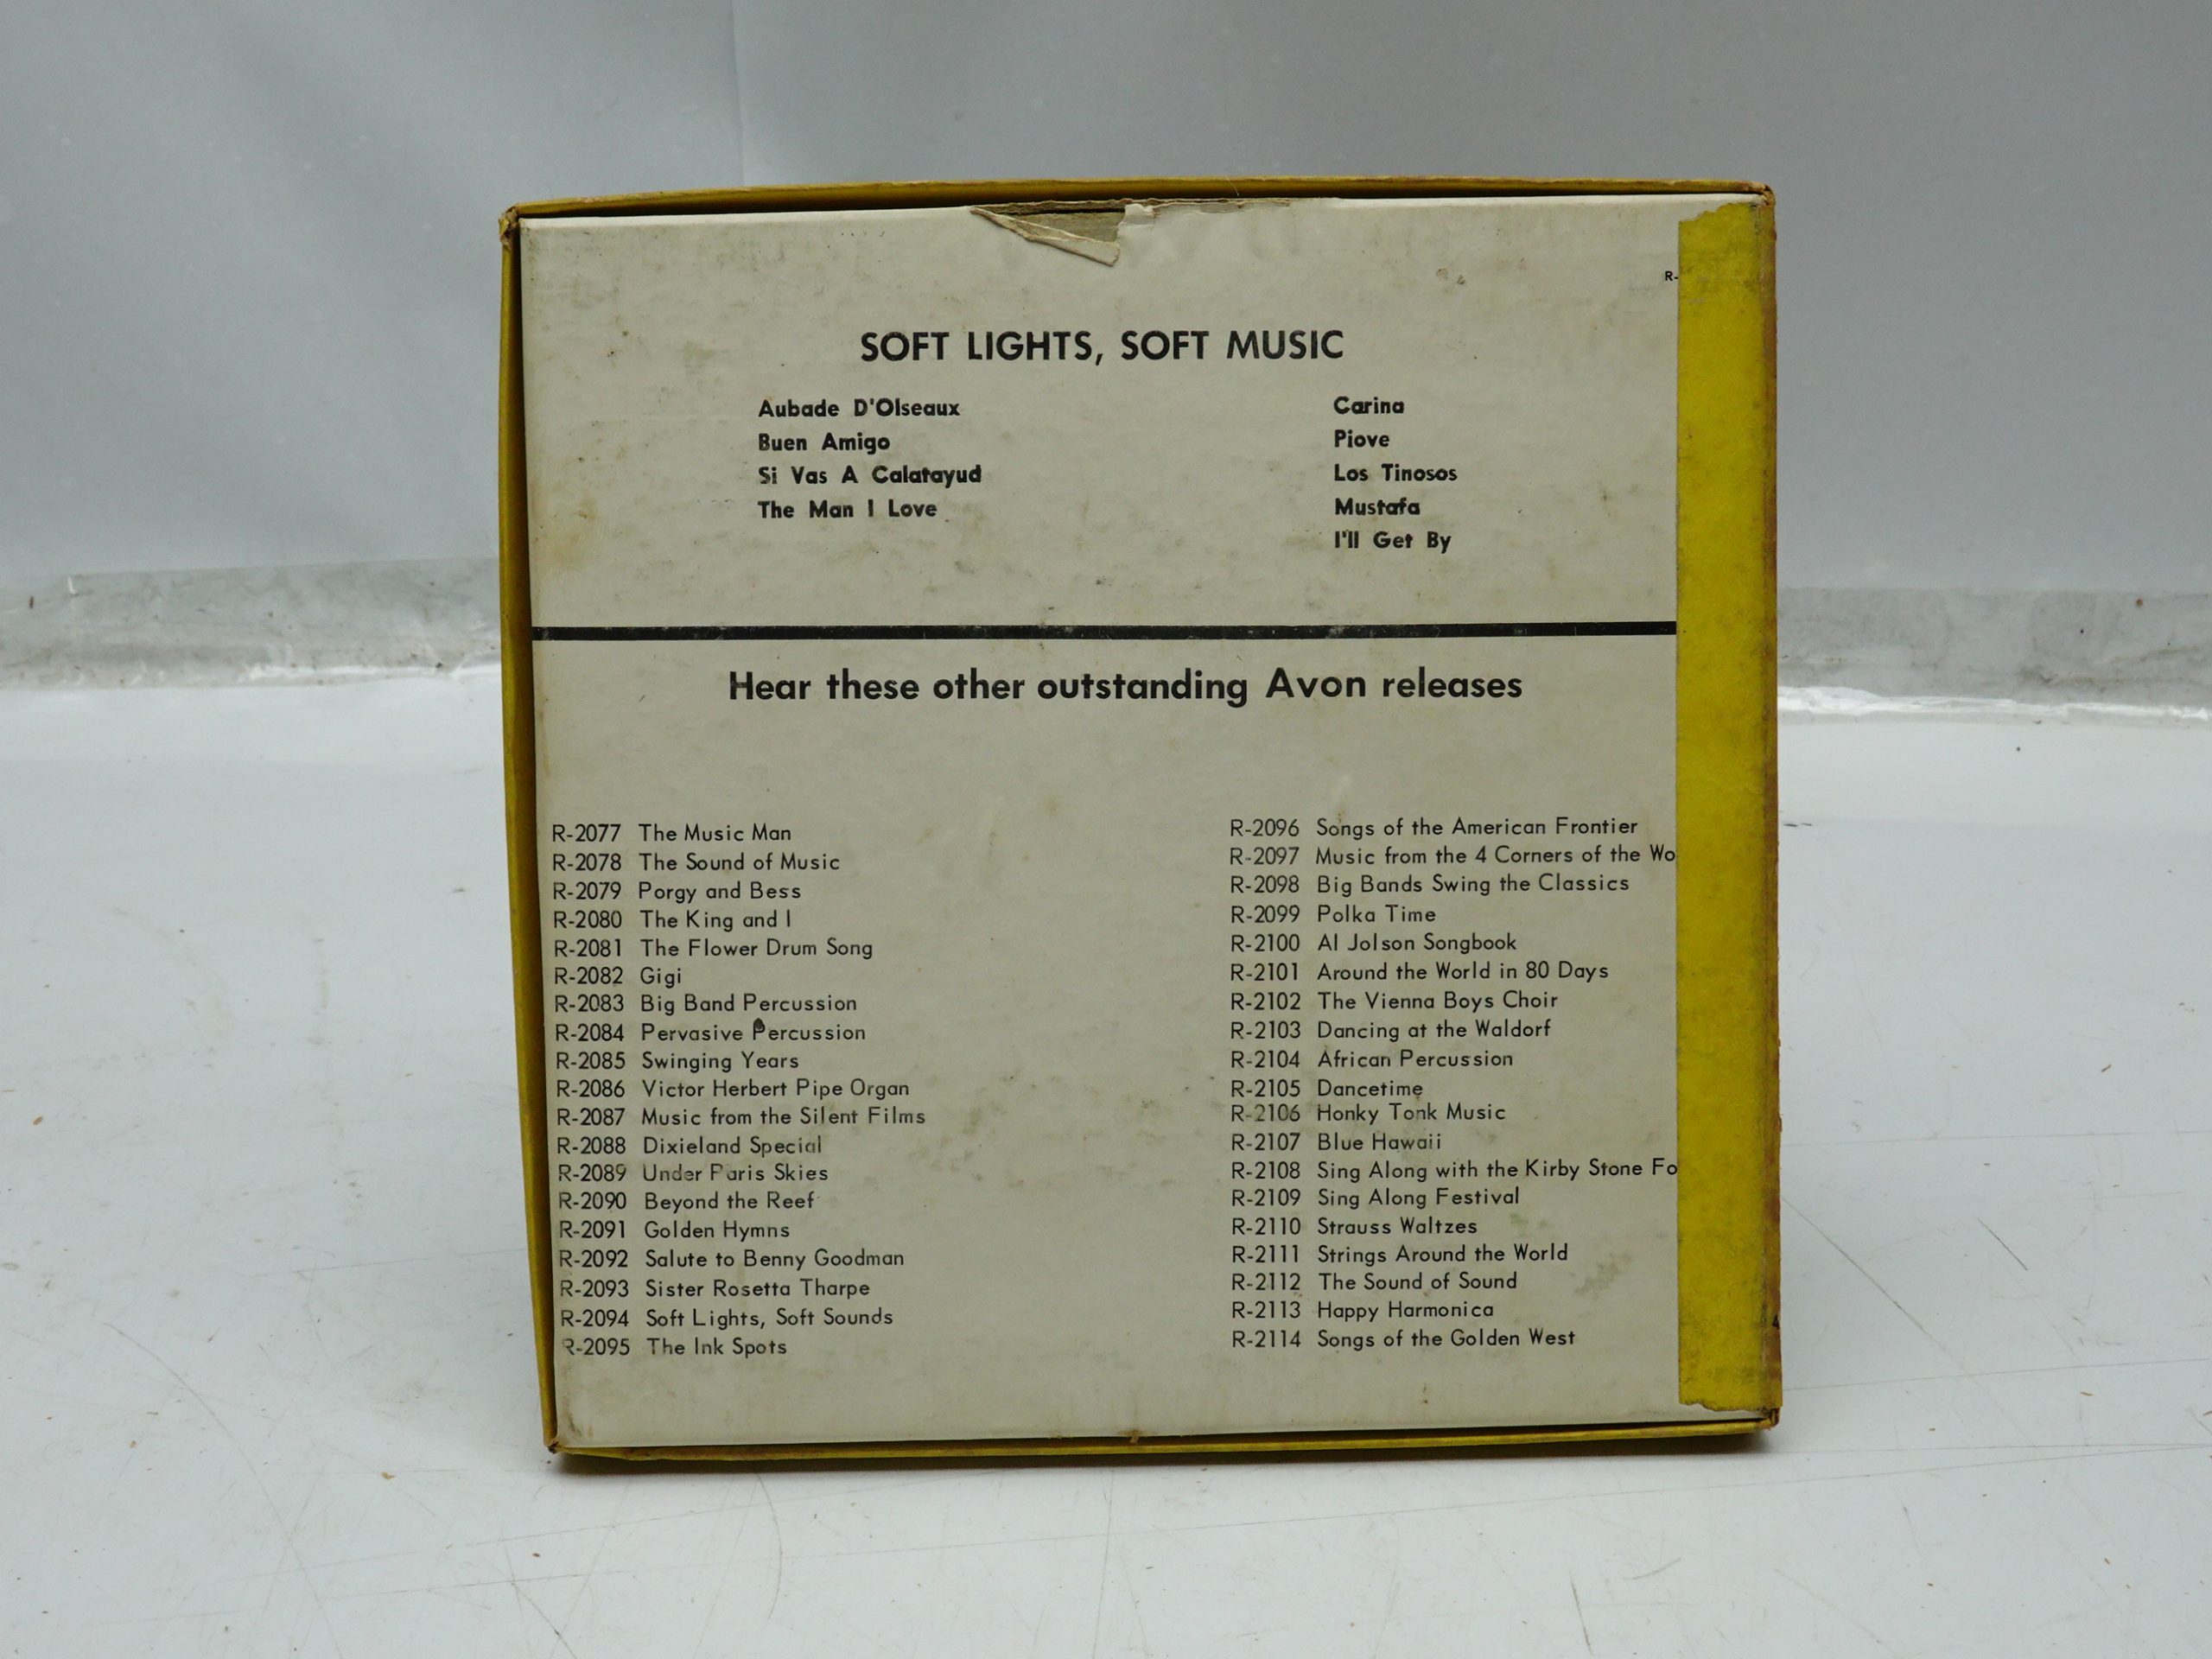 R-
SOFT LIGHTS, SOFT MUSIC
Aubade D'Olseaux
Buen Amigo
Si Vas A Calatayud
The Man I Love
Carina
Piove
Los Tinosos
Mustafa
I'll Get By
Hear these other outstanding Avon releases
R-2077 The Music Man
R-2078 The Sound of Music
R-2079 Porgy and Bess
R-2080 The King and I
R-2081 The Flower Drum Song
R-2082 Gigi
R-2083 Big Band Percussion
R-2084 Pervasive Percussion
R-2085 Swinging Years
R-2086 Victor Herbert Pipe Organ
R-2087 Music from the Silent Films
R-2088 Dixieland Special
R-2089 Under Paris Skies
R-2090 Beyond the Reef
R-2091 Golden Hymns
R-2092 Salute to Benny Goodman
R-2093 Sister Rosetta Tharpe
R-2094 Soft Lights, Soft Sounds
R-2095 The Ink Spots
R-2096 Songs of the American Frontier
R-2097 Music from the 4 Corners of the Wo
R-2098 Big Bands Swing the Classics
R-2099 Polka Time
R-2100 Al Jolson Songbook
R-2101 Around the World in 80 Days
R-2102 The Vienna Boys Choir
R-2103 Dancing at the Waldorf
R-2104 African Percussion
R-2105 Dancetime
R-2106 Honky Tonk Music
R-2107 Blue Hawaii
R-2108 Sing Along with the Kirby Stone Fo
R-2109 Sing Along Festival
R-2110 Strauss Waltzes
R-2111 Strings Around the World
R-2112 The Sound of Sound
R-2113 Happy Harmonica
R-2114 Songs of the Golden West